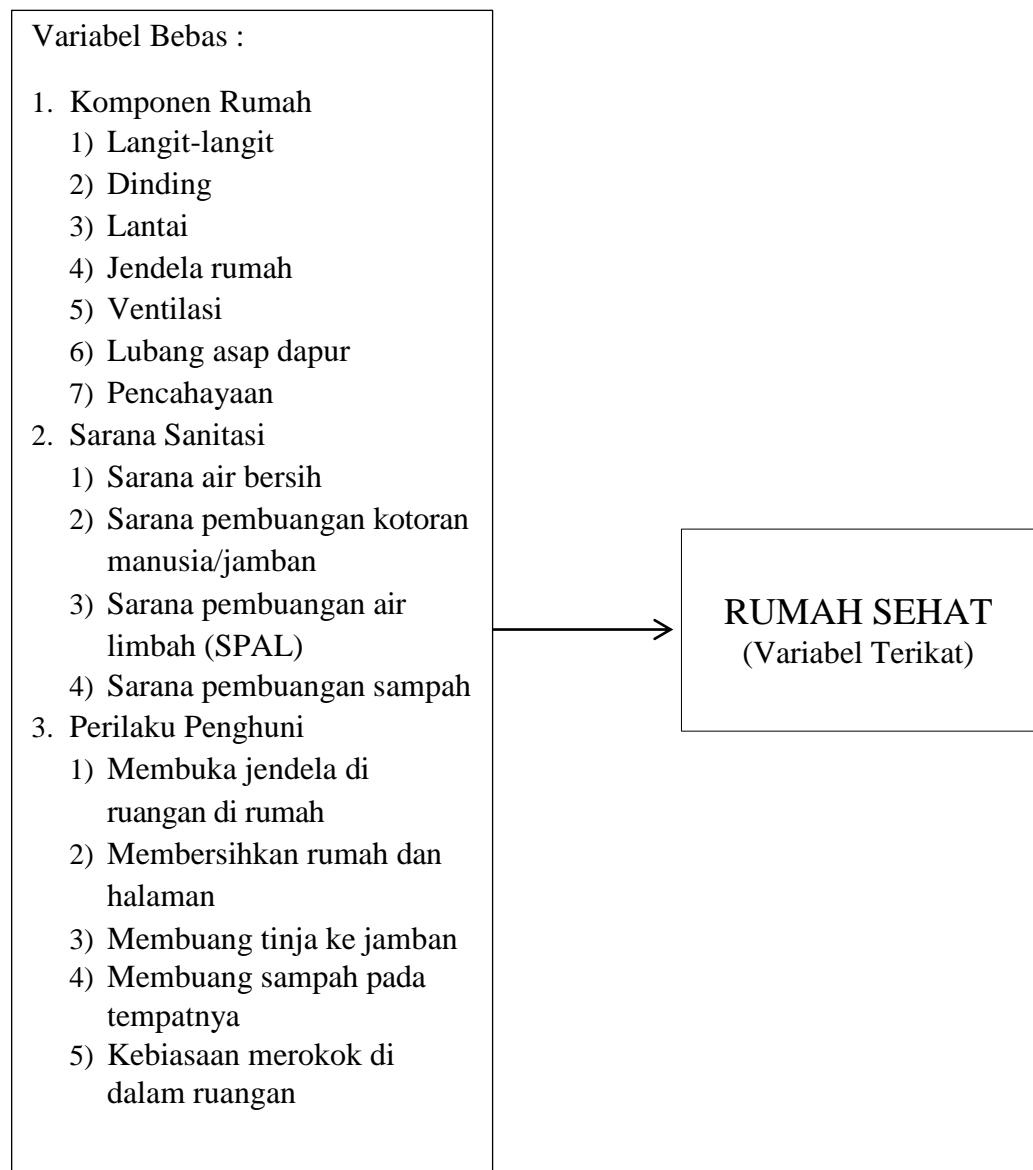 Variabel Bebas :
1. Komponen Rumah
1) Langit-langit
2) Dinding
3) Lantai
4) Jendela rumah
5) Ventilasi
6) Lubang asap dapur
7) Pencahayaan
2. Sarana Sanitasi
1) Sarana air bersih
2) Sarana pembuangan kotoran
manusia/jamban
3) Sarana pembuangan air
limbah (SPAL)
4) Sarana pembuangan sampah
3. Perilaku Penghuni
1) Membuka jendela di
ruangan di rumah
2) Membersihkan rumah dan
halaman
3) Membuang tinja ke jamban
4) Membuang sampah pada
tempatnya
5) Kebiasaan merokok di
dalam ruangan
RUMAH SEHAT
(Variabel Terikat)